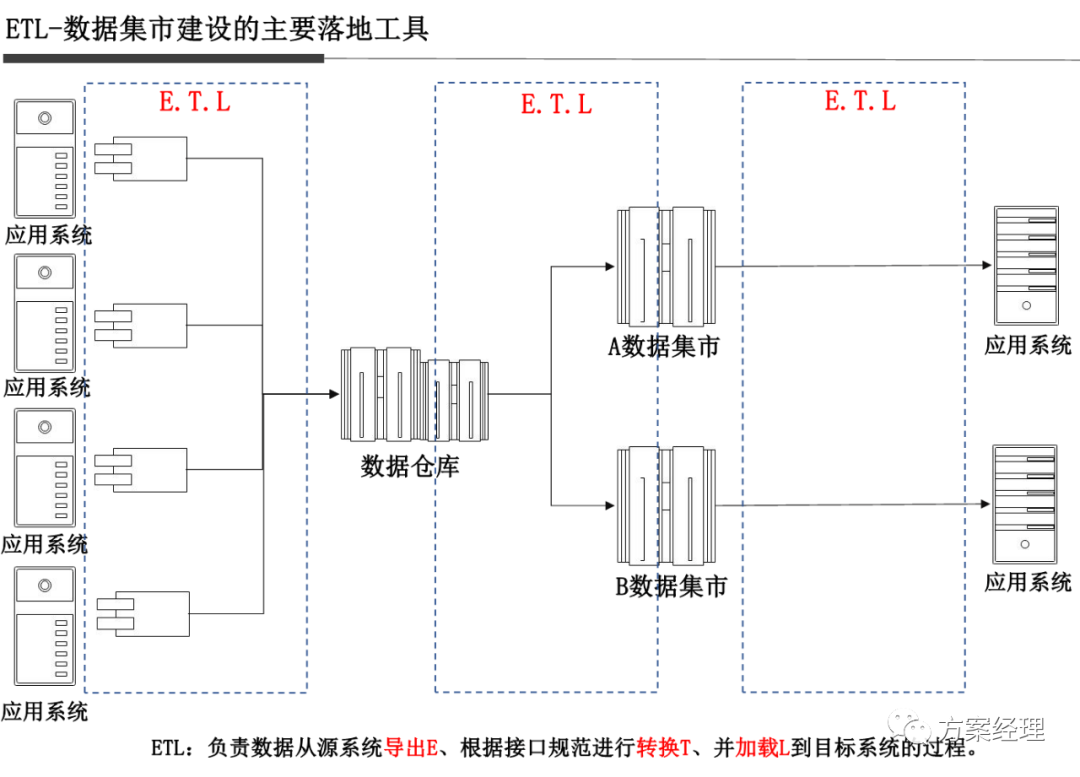 ETL-数据集市建设的主要落地工具
E.T.L
E.T.L
E.T.L
应用系统
应用系统
应用系统
应用系统
数据仓库
A数据集市
B数据集市
应用系统
应用系统
方案经理
ETL：负责数据从源系统导出E、根据接口规范进行转换T、并加载L到目标系统的过程。